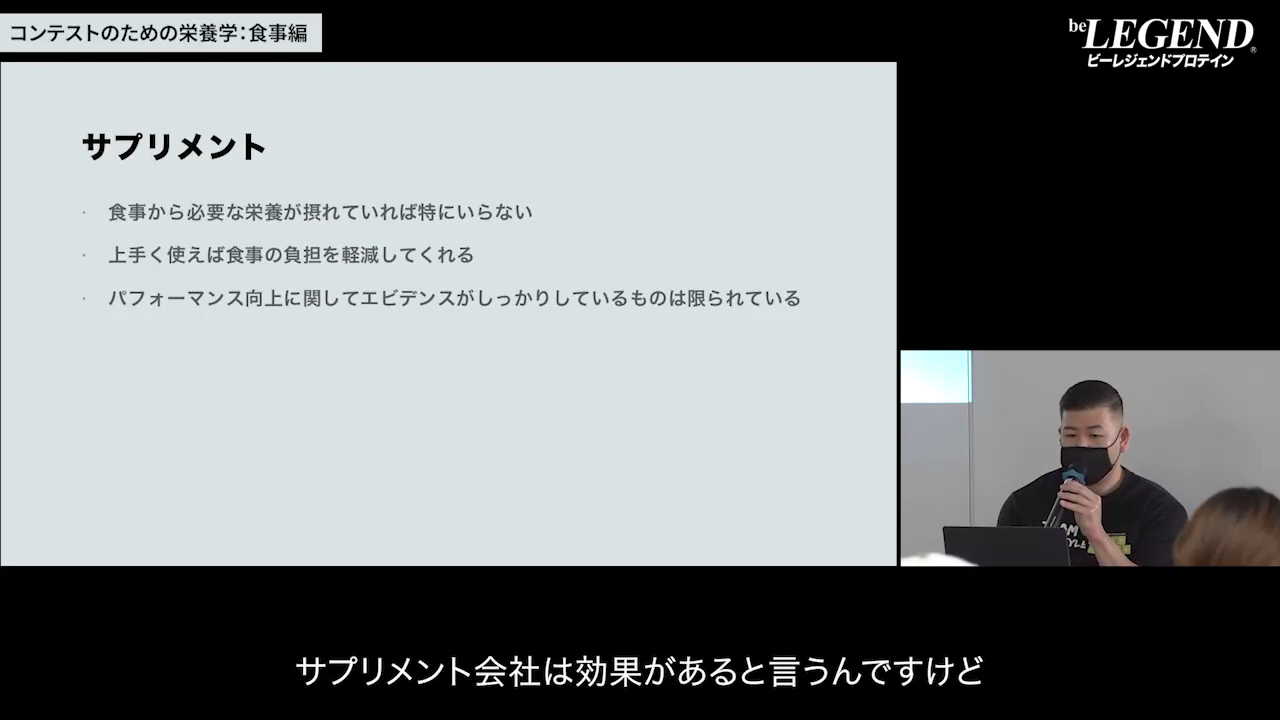 コンテストのための栄養学：食事編
beLEGEND®
ビーレジェンドプロテイン
サプリメント
· 食事から必要な栄養が摂れていれば特にいらない
· 上手く使えば食事の負担を軽減してくれる
· パフォーマンス向上に関してエビデンスがしっかりしているものは限られている
サプリメント会社は効果があると言うんですけど